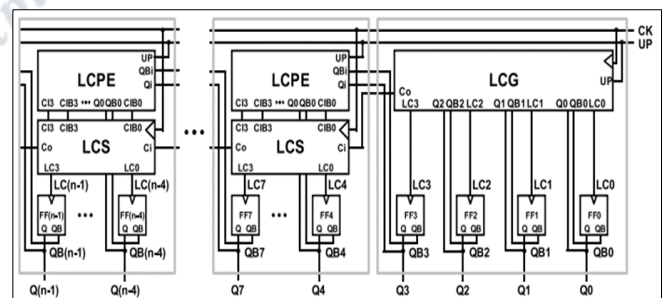 CK
UP
UP
LCPE
QBi
Qi
CI3 CIB3 ••• Q0 QB0 CIB0
CI3 CIB3 CIB0
LCS
Co
LC3 LC0
LC(n-1) LC(n-4)
FF(n-1) ••• FF(n-4)
Q QB Q QB
QB(n-1) QB(n-4)
Q(n-1) Q(n-4)
•••
UP
LCPE
QBi
Qi
CI3 CIB3 ••• Q0 QB0 CIB0
CI3 CIB3 CIB0
LCS
Co Ci
LC3 LC0
LC7 LC4
FF7 ••• FF4
Q QB Q QB
QB7 QB4
Q7 Q4
LCG
UP
Co
LC3 Q2 QB2 LC2 Q1 QB1 LC1 Q0 QB0 LC0
LC3 LC2 LC1 LC0
FF3 FF2 FF1 FF0
Q QB Q QB Q QB Q QB
QB3 QB2 QB1 QB0
Q3 Q2 Q1 Q0